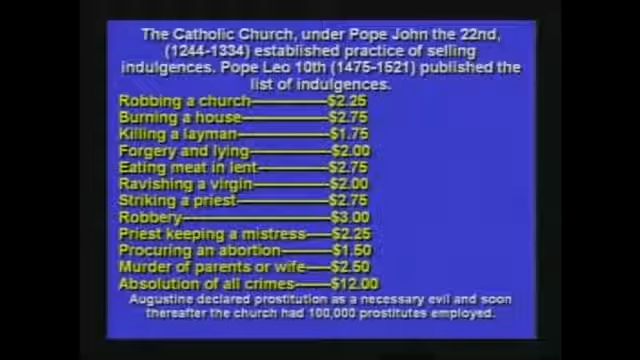 The Catholic Church, under Pope John the 22nd,
(1244-1334) established practice of selling
indulgences. Pope Leo 10th (1475-1521) published the
list of indulgences.
Robbing a church————$2.25
Burning a house————$2.75
Killing a layman————$1.75
Forgery and lying————$2.00
Eating meat in lent———$2.75
Ravishing a virgin———$2.00
Striking a priest————$2.75
Robbery———————$3.00
Priest keeping a mistress——$2.25
Procuring an abortion———$1.50
Murder of parents or wife——$2.50
Absolution of all crimes——$12.00
Augustine declared prostitution as a necessary evil and soon
thereafter the church had 100,000 prostitutes employed.